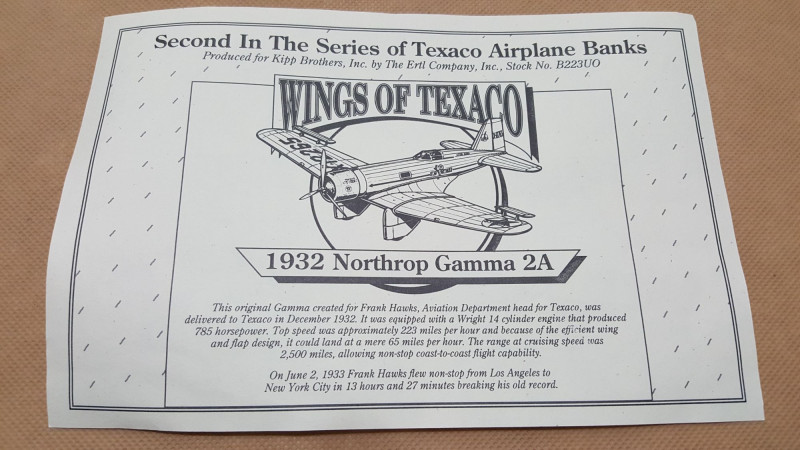 Second In The Series of Texaco Airplane Banks
Produced for Kipp Brothers, Inc. by The Ertl Company, Inc., Stock No. B223UO
WINGS OF TEXACO
1932 Northrop Gamma 2A
This original Gamma created for Frank Hawks, Aviation Department head for Texaco, was
delivered to Texaco in December 1932. It was equipped with a Wright 14 cylinder engine that produced
785 horsepower. Top speed was approximately 223 miles per hour and because of the efficient wing
and flap design, it could land at a mere 65 miles per hour. The range at cruising speed was
2,500 miles, allowing non-stop coast-to-coast flight capability.
On June 2, 1933 Frank Hawks flew non-stop from Los Angeles to
New York City in 13 hours and 27 minutes breaking his old record.